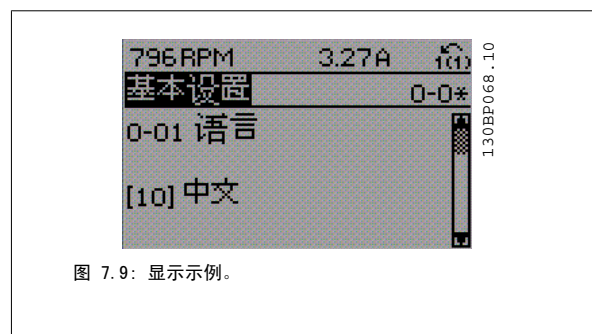 796RPM 3.27A 1(1)
基本设置 0-0*
0-01 语言
[10] 中文
130BP068.10
图 7.9: 显示示例。